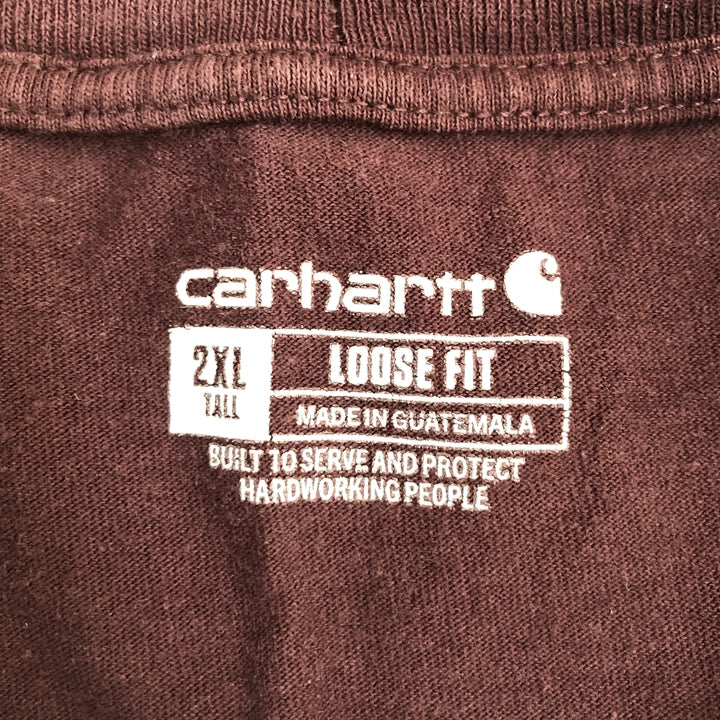 carhartt
2XL
TALL
LOOSE FIT
MADE IN GUATEMALA
BUILT TO SERVE AND PROTECT
HARDWORKING PEOPLE